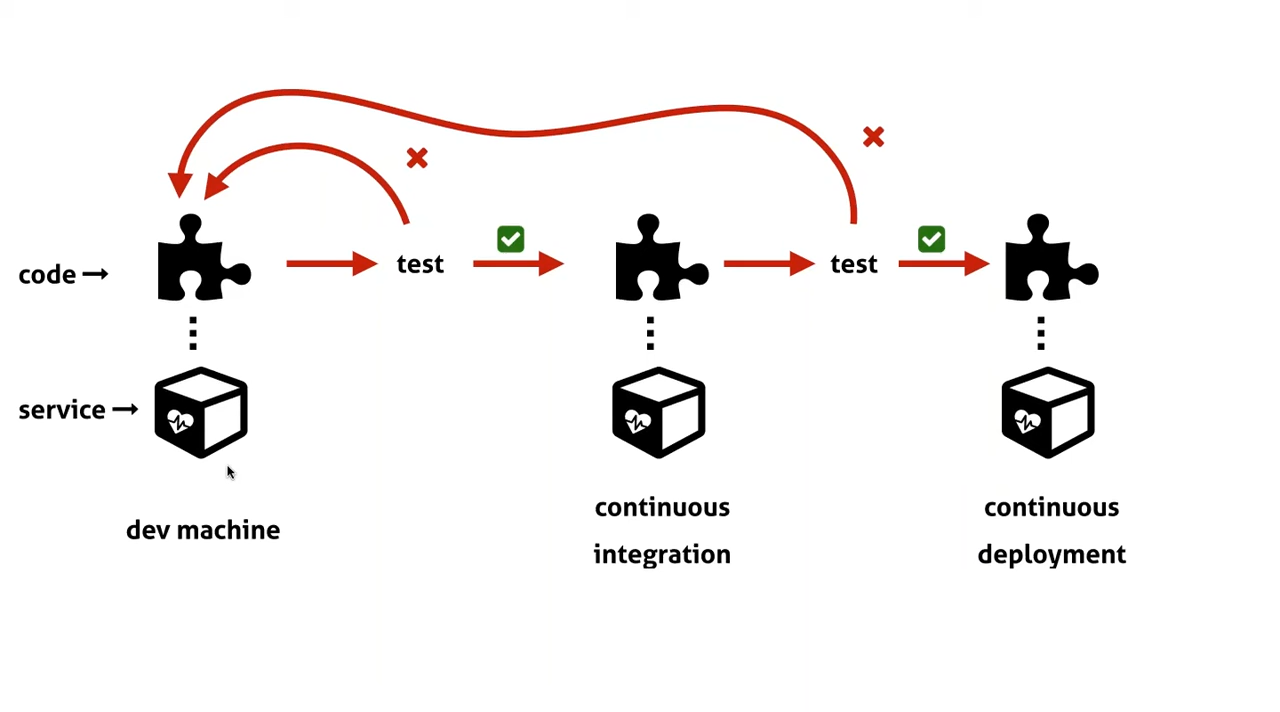 code
test
test
service
dev machine
continuous
integration
continuous
deployment